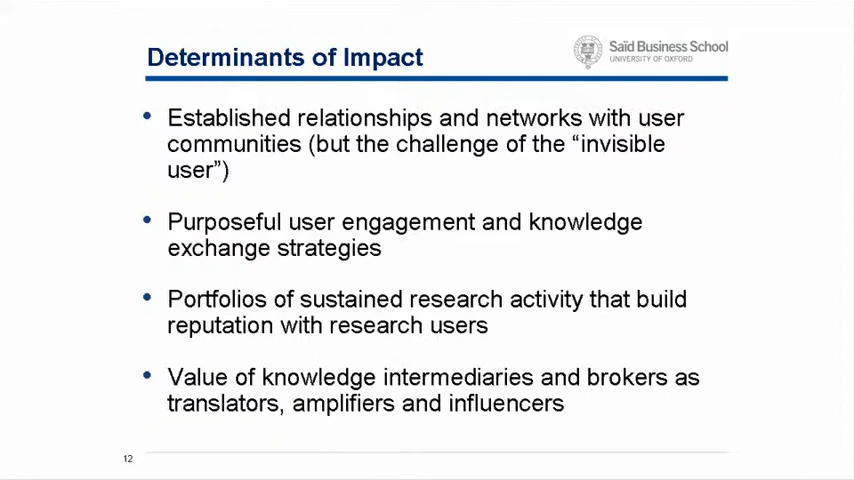 Determinants of Impact
Saïd Business School
UNIVERSITY OF OXFORD
• Established relationships and networks with user
communities (but the challenge of the “invisible
user”)
• Purposeful user engagement and knowledge
exchange strategies
• Portfolios of sustained research activity that build
reputation with research users
• Value of knowledge intermediaries and brokers as
translators, amplifiers and influencers
12